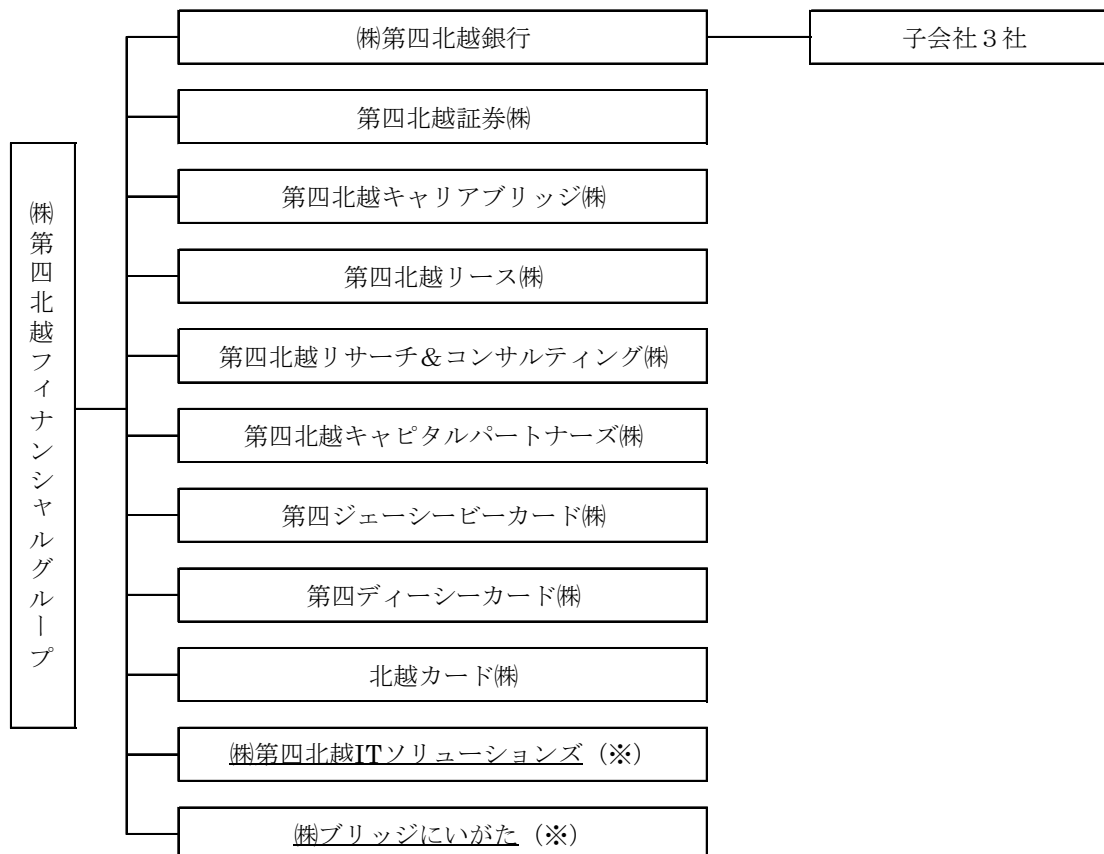 ㈱第四北越フィナンシャルグループ
㈱第四北越銀行
子会社３社
第四北越証券㈱
第四北越キャリアブリッジ㈱
第四北越リース㈱
第四北越リサーチ＆コンサルティング㈱
第四北越キャピタルパートナーズ㈱
第四ジェーシービーカード㈱
第四ディーシーカード㈱
北越カード㈱
㈱第四北越ITソリューションズ（※）
㈱ブリッジにいがた（※）